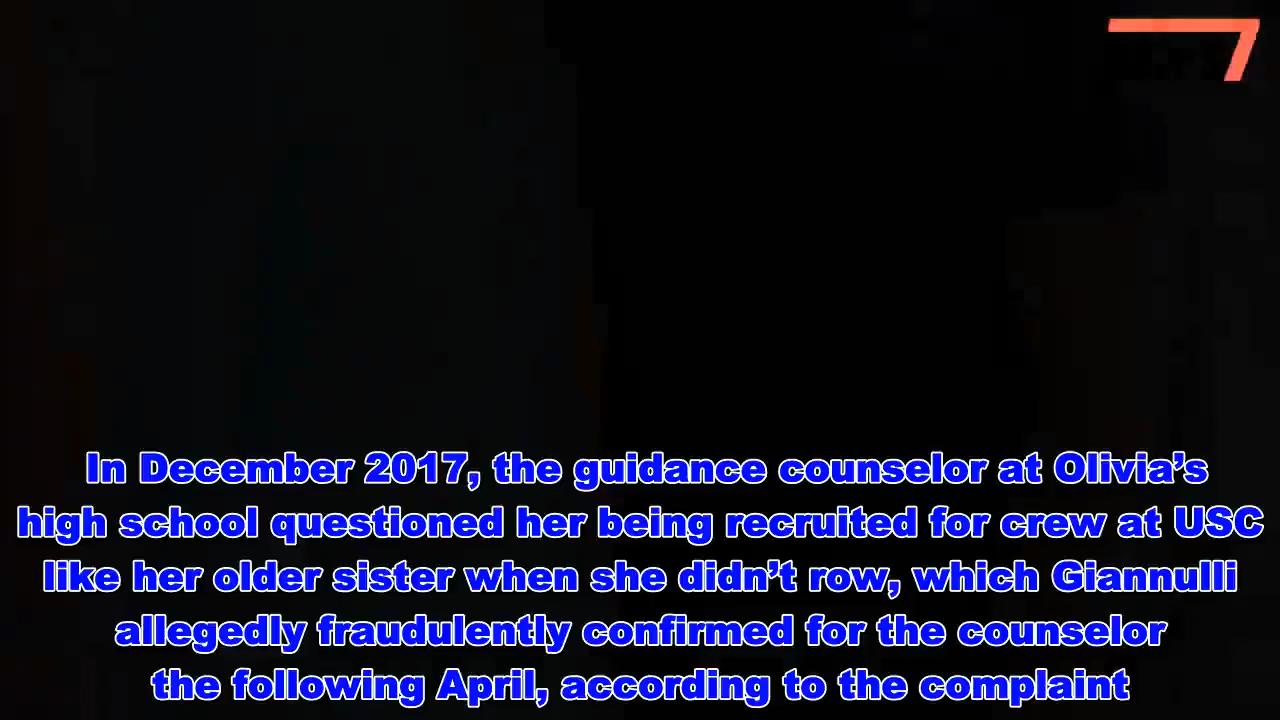 In December 2017, the guidance counselor at Olivia’s
high school questioned her being recruited for crew at USC
like her older sister when she didn’t row, which Giannulli
allegedly fraudulently confirmed for the counselor
the following April, according to the complaint